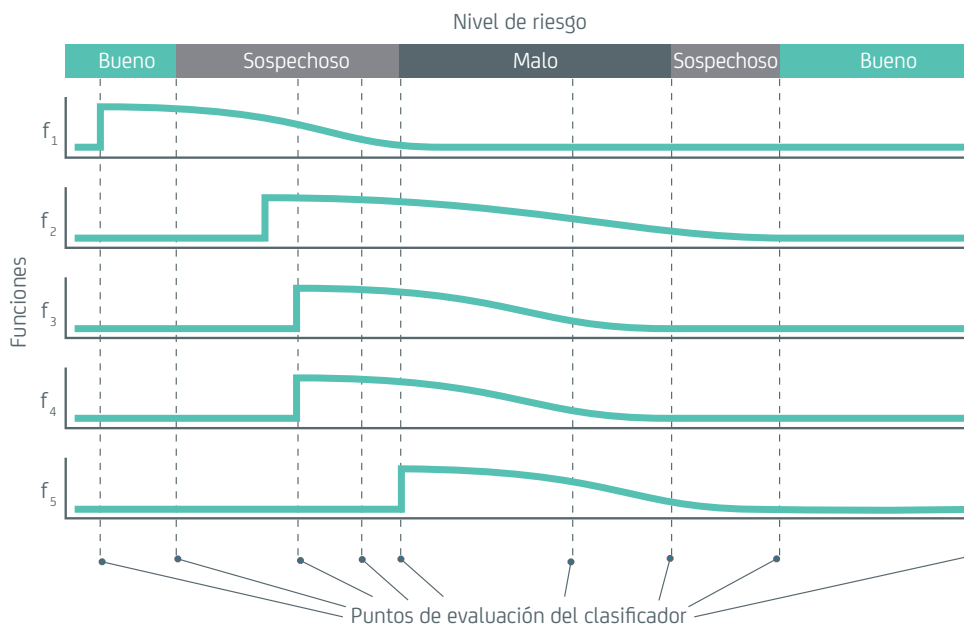 Nivel de riesgo
Bueno Sospechoso Malo Sospechoso Bueno
f1
f2
Funciones
f3
f4
f5
Puntos de evaluación del clasificador